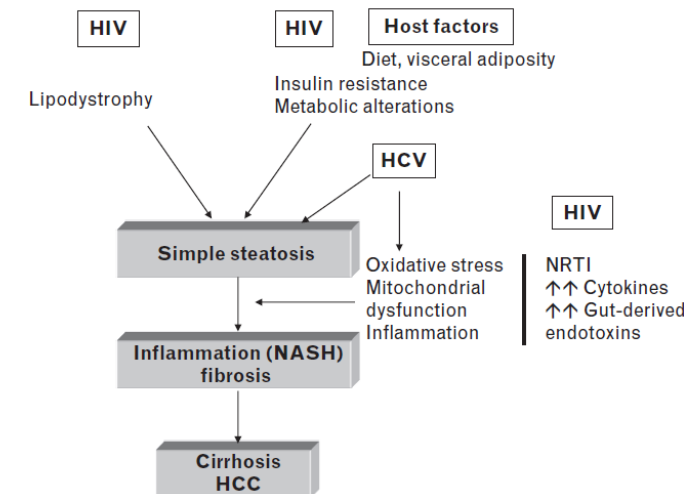 HIV
HIV
Host factors
Diet, visceral adiposity
Lipodystrophy
Insulin resistance
Metabolic alterations
HCV
HIV
Simple steatosis
Oxidative stress
Mitochondrial
dysfunction
Inflammation
NRTI
↑↑ Cytokines
↑↑ Gut-derived
endotoxins
Inflammation (NASH)
fibrosis
Cirrhosis
HCC